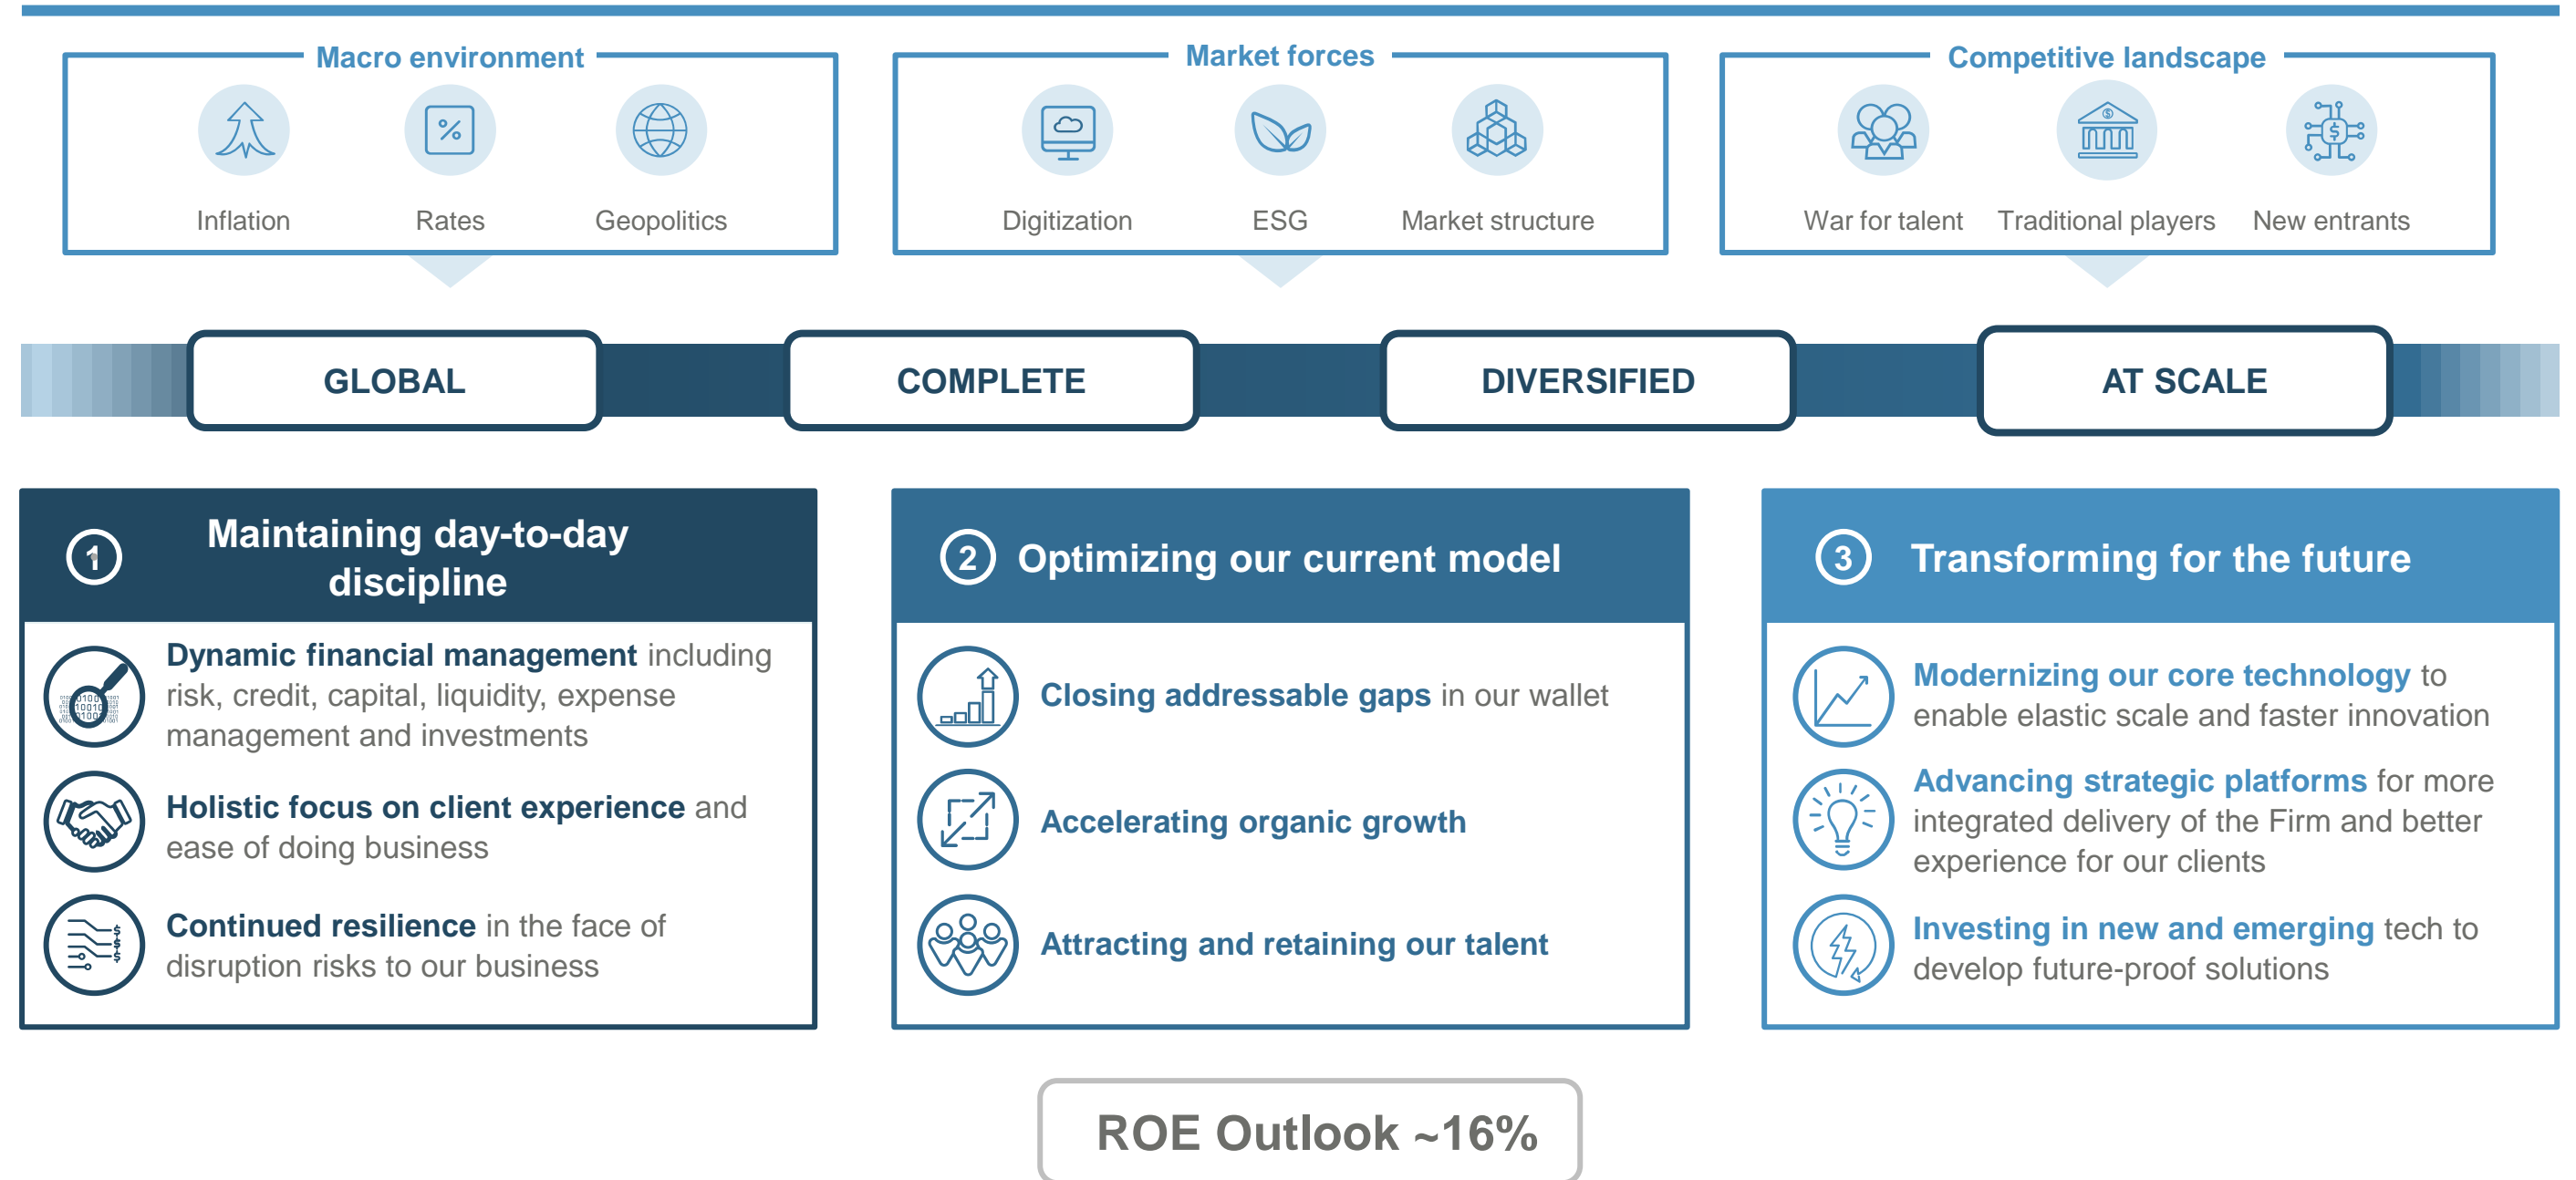 Macro environment
Inflation
Rates
Geopolitics
Market forces
Digitization
ESG
Market structure
Competitive landscape
War for talent
Traditional players
New entrants
GLOBAL
COMPLETE
DIVERSIFIED
AT SCALE
1
Maintaining day-to-day
discipline
Dynamic financial management including
risk, credit, capital, liquidity, expense
management and investments
Holistic focus on client experience and
ease of doing business
Continued resilience in the face of
disruption risks to our business
2
Optimizing our current model
Closing addressable gaps in our wallet
Accelerating organic growth
Attracting and retaining our talent
3
Transforming for the future
Modernizing our core technology to
enable elastic scale and faster innovation
Advancing strategic platforms for more
integrated delivery of the Firm and better
experience for our clients
Investing in new and emerging tech to
develop future-proof solutions
ROE Outlook ~16%